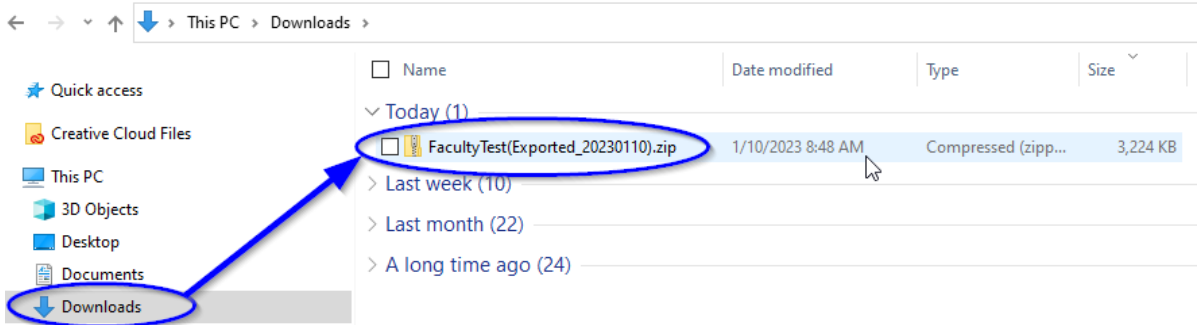 This PC > Downloads >
Name Date modified Type Size
Quick access
Today (1)
Creative Cloud Files
FacultyTest(Exported_20230110).zip 1/10/2023 8:48 AM Compressed (zipp... 3,224 KB
This PC
Last week (10)
3D Objects
Last month (22)
Desktop
A long time ago (24)
Documents
Downloads